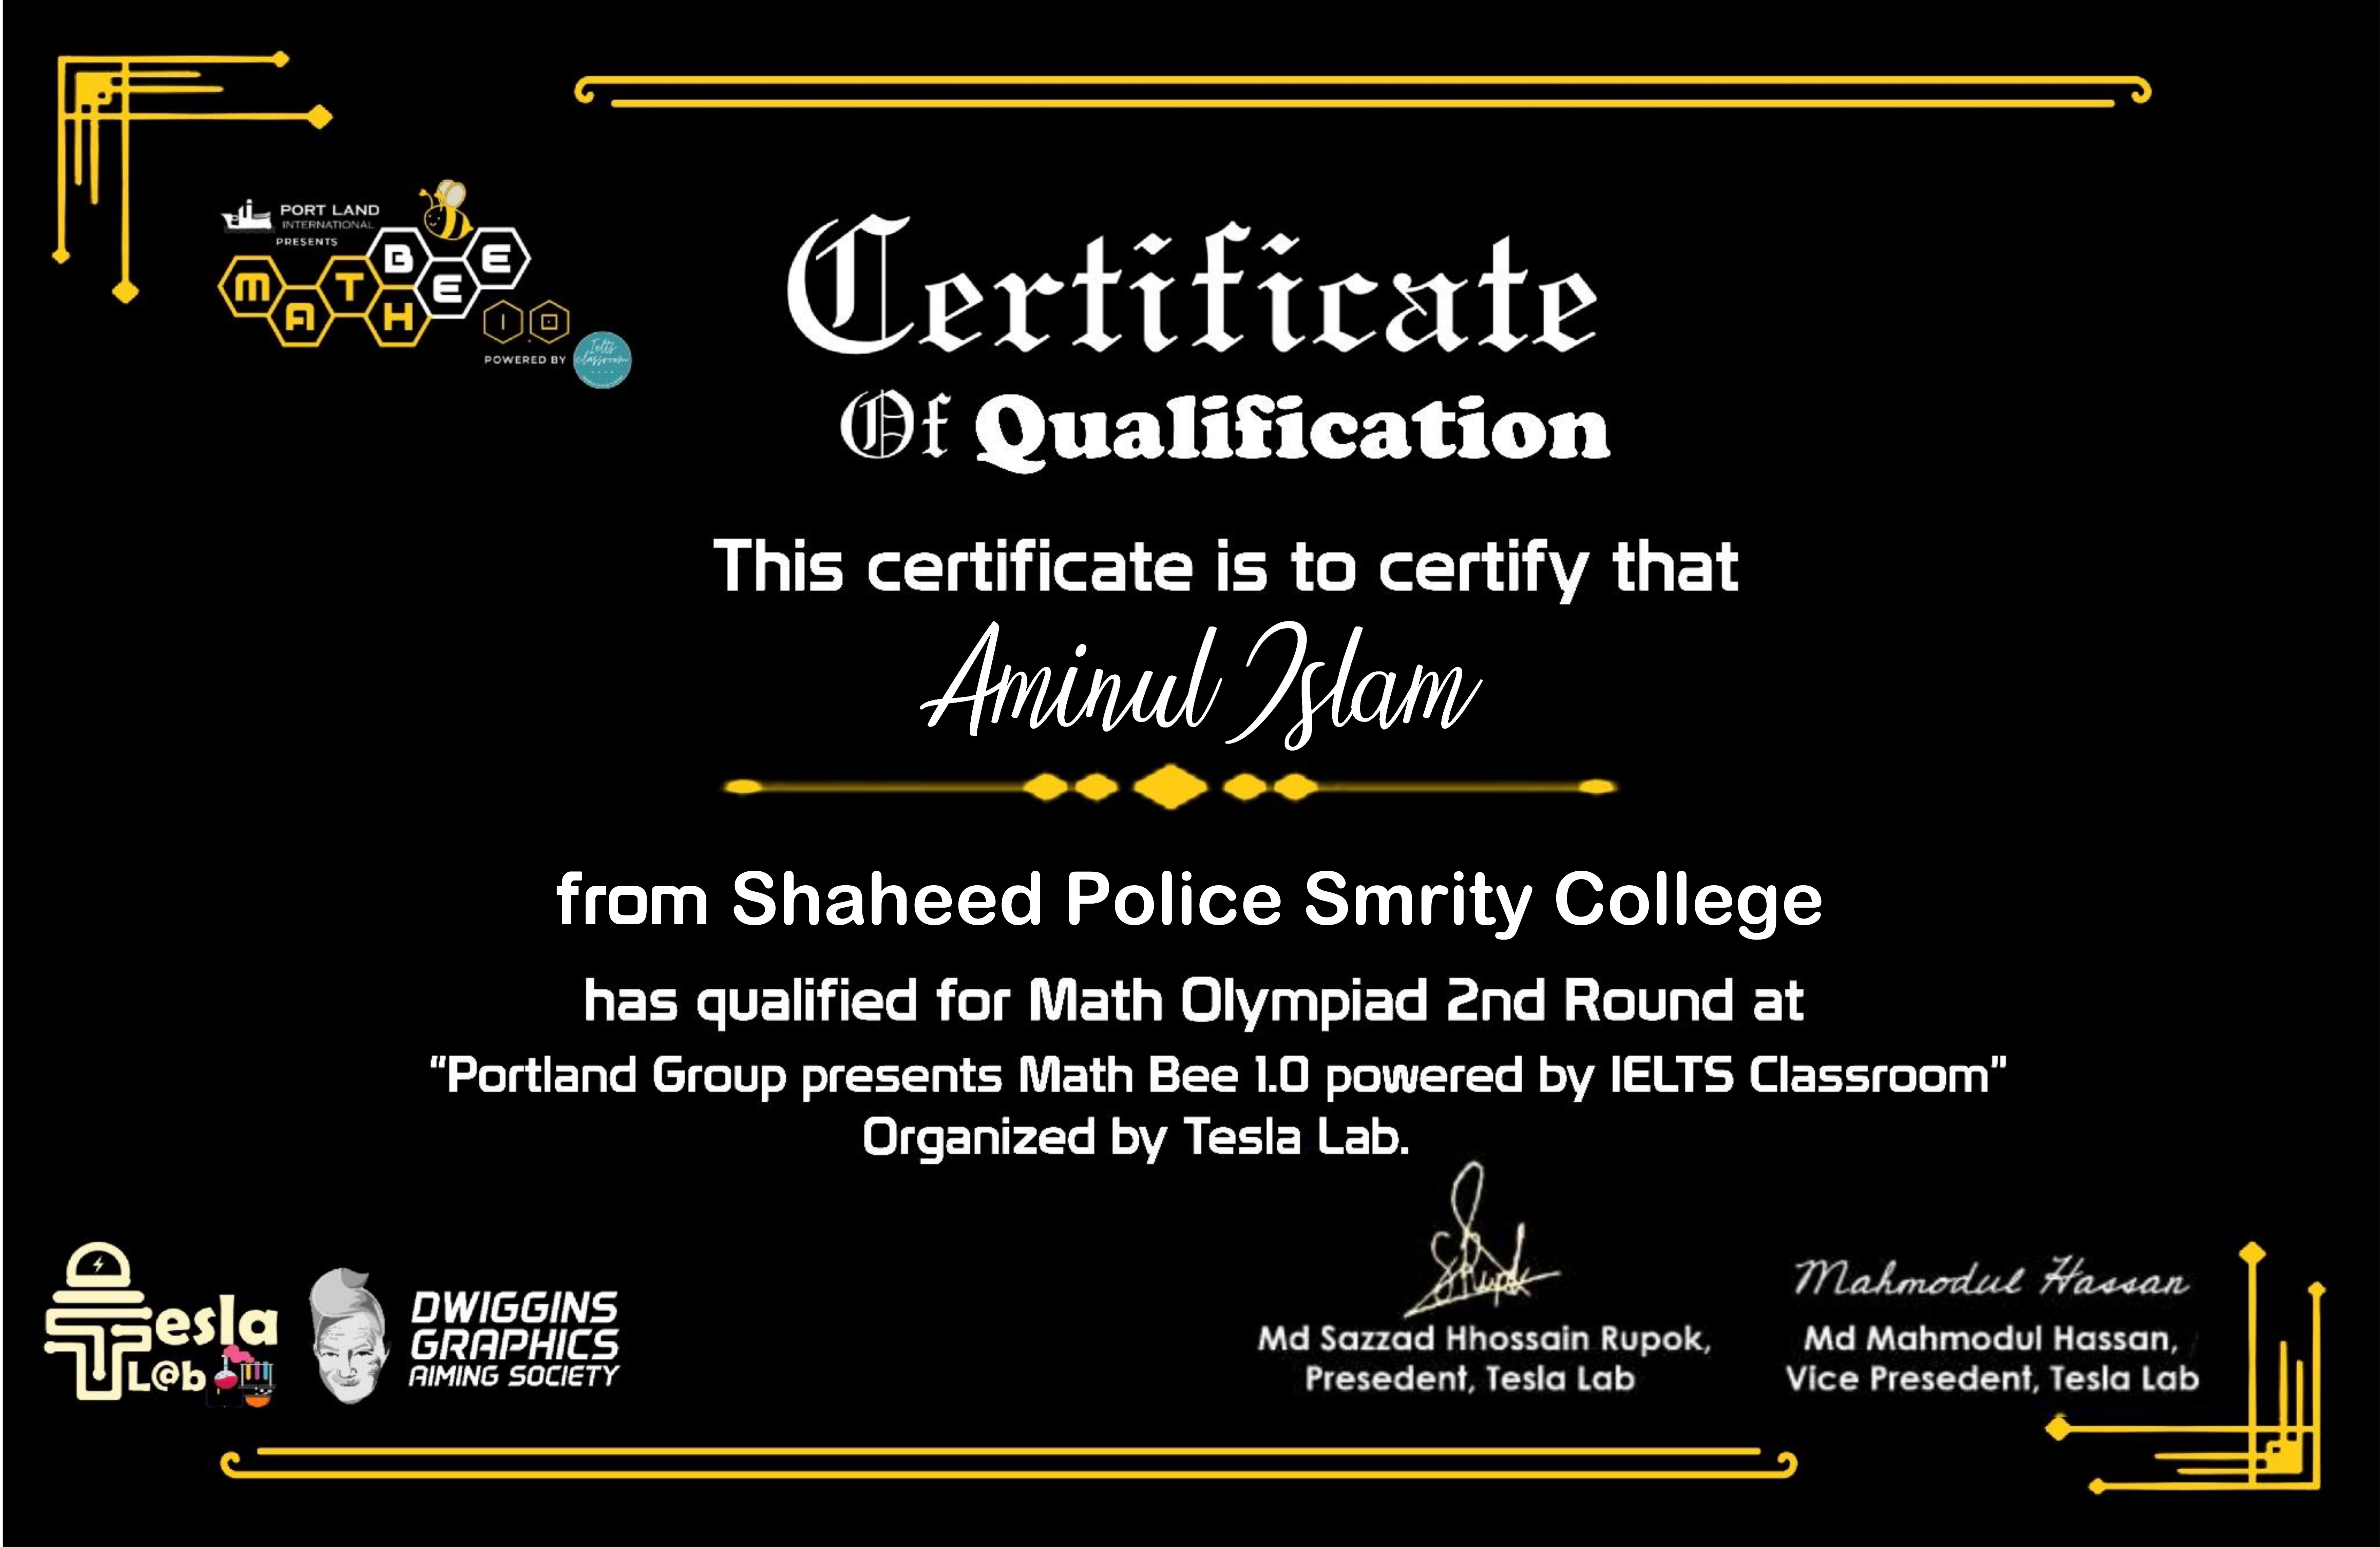 PORT LAND
INTERNATIONAL
PRESENTS
MATH BEE
1.0
POWERED BY
Ielts
classroom
Certificate
Of Qualification
This certificate is to certify that
Aminul Islam
from Shaheed Police Smrity College
has qualified for Math Olympiad 2nd Round at
"Portland Group presents Math Bee 1.0 powered by IELTS Classroom"
Organized by Tesla Lab.
Tesla
L@b
DWIGGINS
GRAPHICS
AIMING SOCIETY
Mahmodul Hassan
Md Sazzad Hhossain Rupok,
Presedent, Tesla Lab
Md Mahmodul Hassan,
Vice Presedent, Tesla Lab